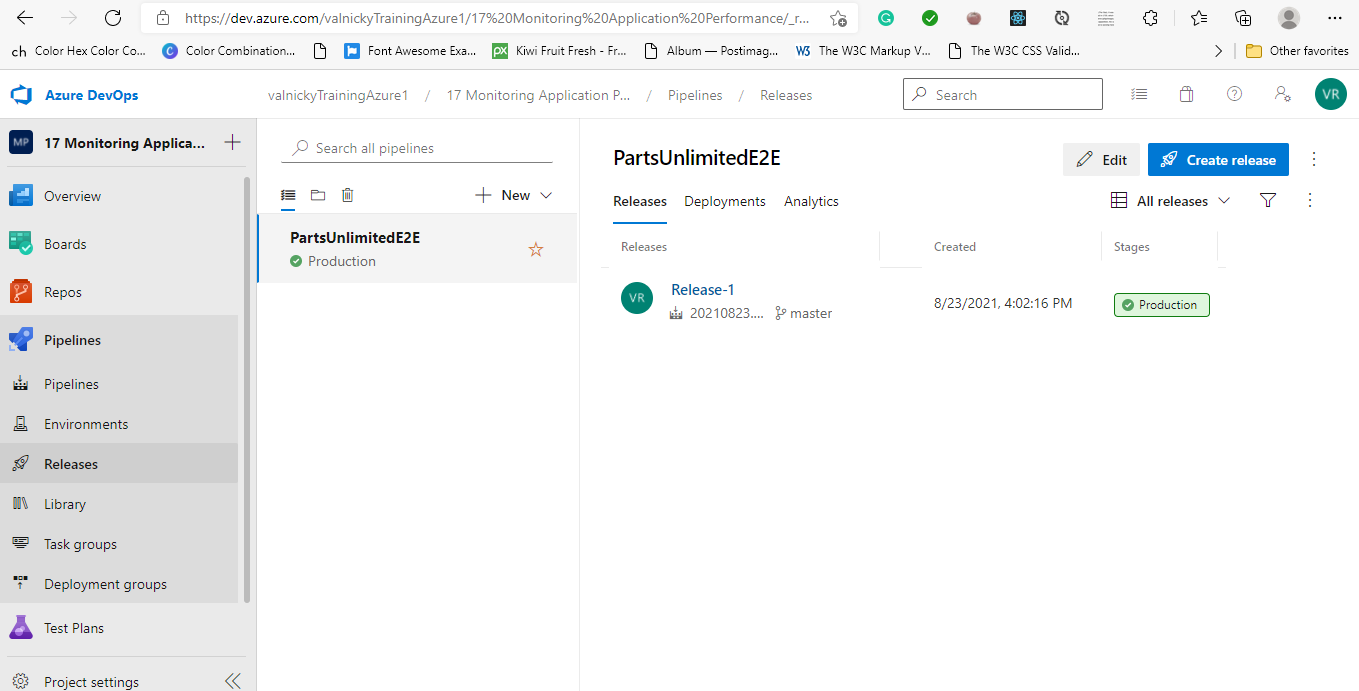 https://dev.azure.com/valnickyTrainingAzure1/17%20Monitoring%20Application%20Performance/_r...
ch Color Hex Color Co... Color Combination... Font Awesome Exa... Kiwi Fruit Fresh - Fr... Album — Postimag... W3 The W3C Markup V... The W3C CSS Valid... Other favorites
Azure DevOps valnickyTrainingAzure1 / 17 Monitoring Application P... / Pipelines / Releases Search VR
MP 17 Monitoring Applica...
Overview
Boards
Repos
Pipelines
Pipelines
Environments
Releases
Library
Task groups
Deployment groups
Test Plans
Project settings
Search all pipelines
New
PartsUnlimitedE2E
Production
PartsUnlimitedE2E Edit Create release
Releases Deployments Analytics All releases
Releases Created Stages
VR Release-1 8/23/2021, 4:02:16 PM Production
20210823.... master